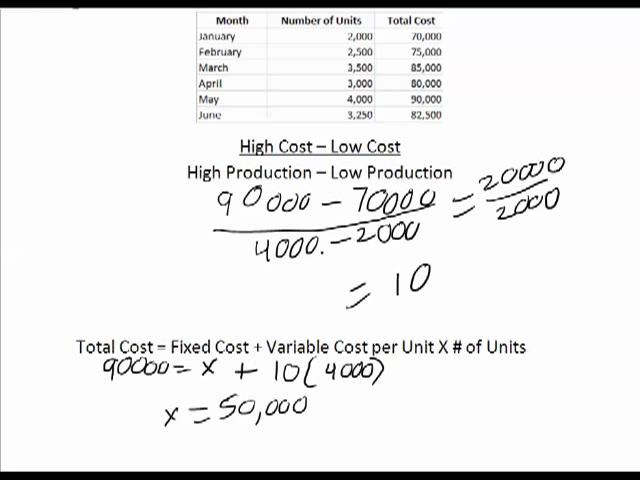 Month Number of Units Total Cost
January 2,000 70,000
February 2,500 75,000
March 3,500 85,000
April 3,000 80,000
May 4,000 90,000
June 3,250 82,500
High Cost – Low Cost
High Production – Low Production
90000 – 70000 = 20000
4000. – 2000 2000
= 10
Total Cost = Fixed Cost + Variable Cost per Unit X # of Units
90000 = x + 10(4000)
x = 50,000